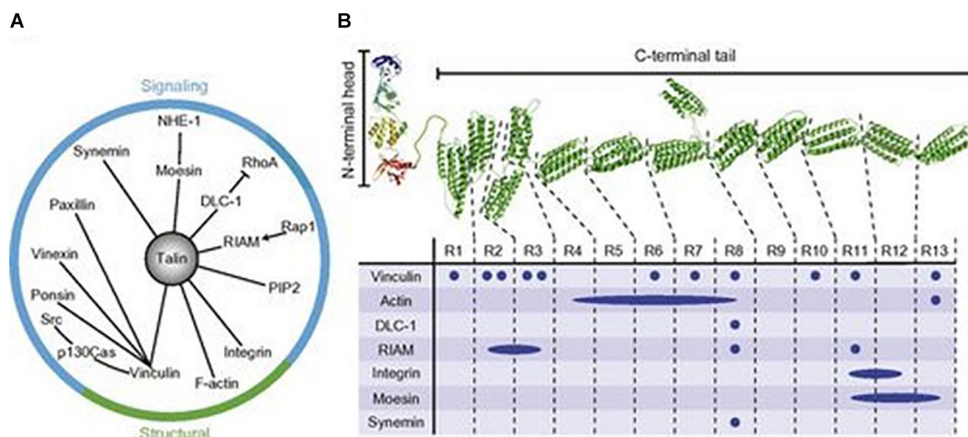 A
Signaling
NHE-1
Synemin
Moesin
RhoA
DLC-1
Paxillin
RIAM
Rap1
Vinexin
Talin
PIP2
Ponsin
Src
p130Cas
Integrin
Vinculin
F-actin
Structural
B
C-terminal tail
N-terminal head
R1 R2 R3 R4 R5 R6 R7 R8 R9 R10 R11 R12 R13
Vinculin
Actin
DLC-1
RIAM
Integrin
Moesin
Synemin